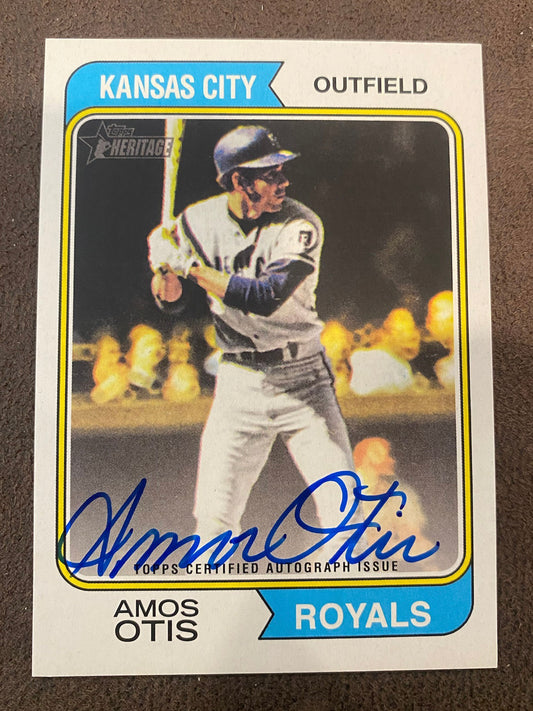 KANSAS CITY
OUTFIELD
Topps
HERITAGE
Amos Otis
TOPPS CERTIFIED AUTOGRAPH ISSUE
AMOS
OTIS
ROYALS